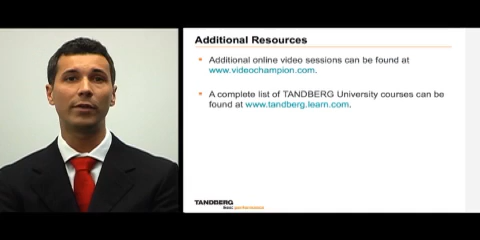 Additional Resources
Additional online video sessions can be found at
www.videochampion.com.
A complete list of TANDBERG University courses can be
found at www.tandberg.learn.com.
TANDBERG